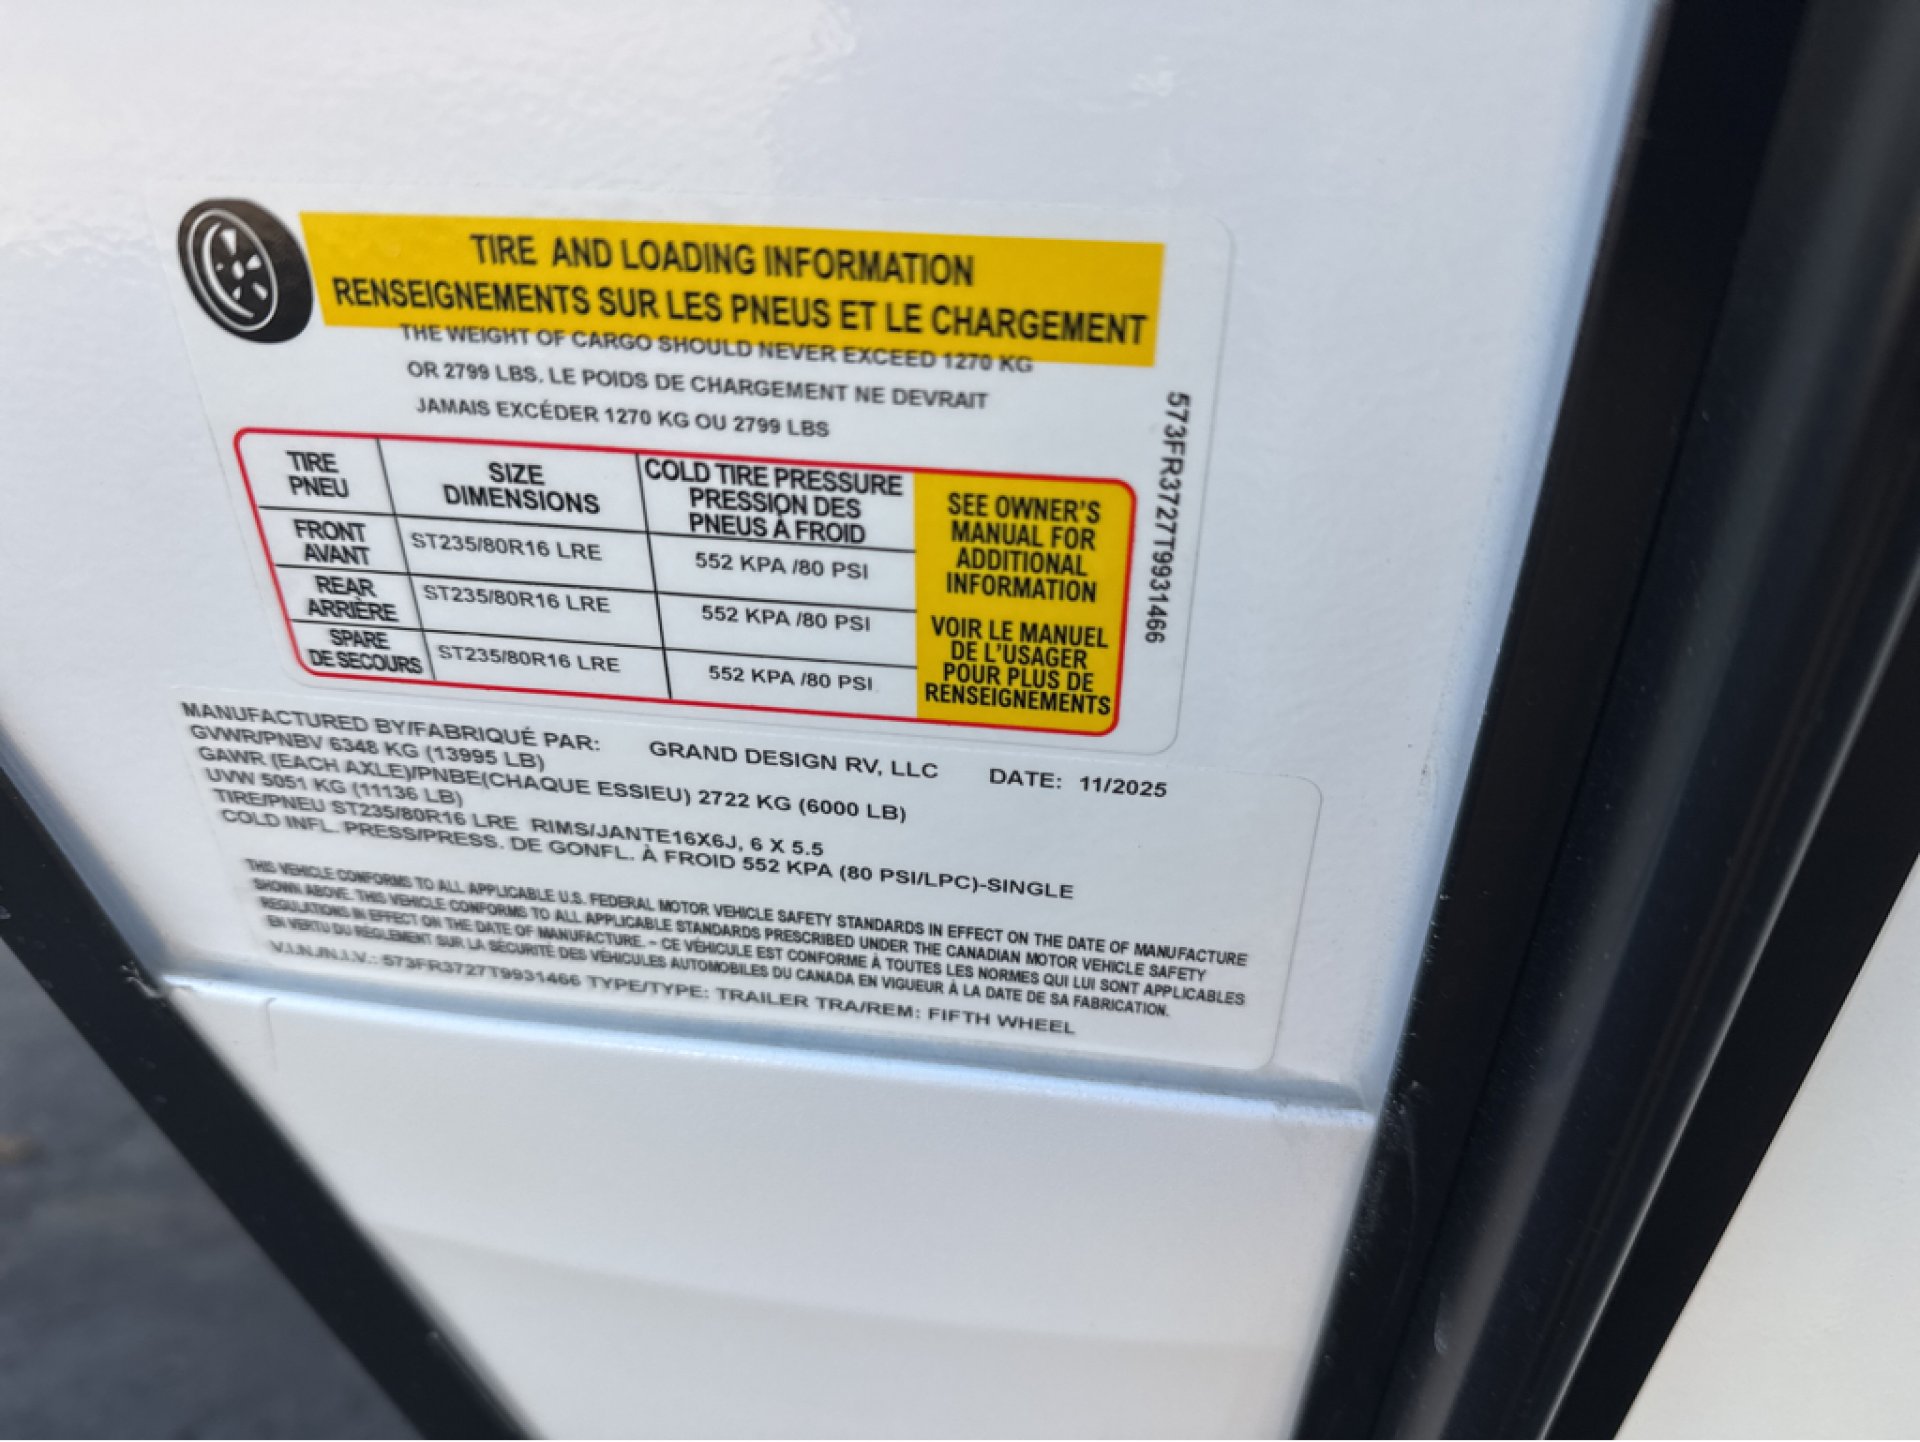 TIRE AND LOADING INFORMATION
RENSEIGNEMENTS SUR LES PNEUS ET LE CHARGEMENT
THE WEIGHT OF CARGO SHOULD NEVER EXCEED 1270 KG
OR 2799 LBS. LE POIDS DE CHARGEMENT NE DEVRAIT
JAMAIS EXCÉDER 1270 KG OU 2799 LBS
TIRE
PNEU
SIZE
DIMENSIONS
COLD TIRE PRESSURE
PRESSION DES
PNEUS À FROID
FRONT
AVANT
ST235/80R16 LRE
552 KPA /80 PSI
REAR
ARRIÈRE
ST235/80R16 LRE
552 KPA /80 PSI
SPARE
DE SECOURS
ST235/80R16 LRE
552 KPA /80 PSI
SEE OWNER'S
MANUAL FOR
ADDITIONAL
INFORMATION
VOIR LE MANUEL
DE L'USAGER
POUR PLUS DE
RENSEIGNEMENTS
573FR3727T9931466
MANUFACTURED BY/FABRIQUÉ PAR: GRAND DESIGN RV, LLC DATE: 11/2025
GVWR/PNBV 6348 KG (13995 LB)
GAWR (EACH AXLE)/PNBE(CHAQUE ESSIEU) 2722 KG (6000 LB)
UVW 5051 KG (11136 LB)
TIRE/PNEU ST235/80R16 LRE RIMS/JANTE16X6J, 6 X 5.5
COLD INFL. PRESS/PRESS. DE GONFL. À FROID 552 KPA (80 PSI/LPC)-SINGLE
THIS VEHICLE CONFORMS TO ALL APPLICABLE U.S. FEDERAL MOTOR VEHICLE SAFETY STANDARDS IN EFFECT ON THE DATE OF MANUFACTURE
SHOWN ABOVE. THIS VEHICLE CONFORMS TO ALL APPLICABLE STANDARDS PRESCRIBED UNDER THE CANADIAN MOTOR VEHICLE SAFETY
REGULATIONS IN EFFECT ON THE DATE OF MANUFACTURE. – CE VÉHICULE EST CONFORME À TOUTES LES NORMES QUI LUI SONT APPLICABLES
EN VERTU DU RÈGLEMENT SUR LA SÉCURITÉ DES VÉHICULES AUTOMOBILES DU CANADA EN VIGUEUR À LA DATE DE SA FABRICATION.
V.I.N./N.I.V.: 573FR3727T9931466 TYPE/TYPE: TRAILER TRA/REM: FIFTH WHEEL